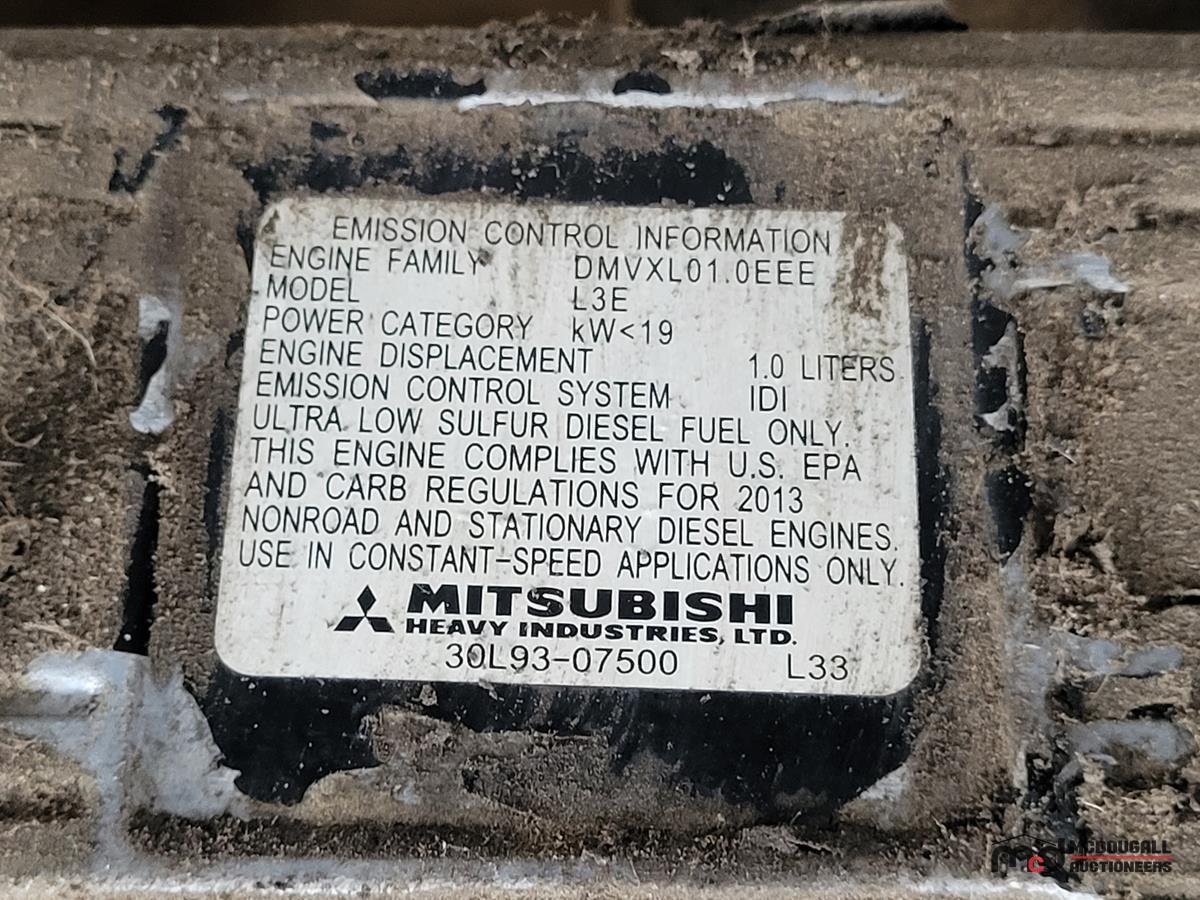 EMISSION CONTROL INFORMATION
ENGINE FAMILY DMVXL01.0EEE
MODEL L3E
POWER CATEGORY kW<19
ENGINE DISPLACEMENT 1.0 LITERS
EMISSION CONTROL SYSTEM IDI
ULTRA LOW SULFUR DIESEL FUEL ONLY.
THIS ENGINE COMPLIES WITH U.S. EPA
AND CARB REGULATIONS FOR 2013
NONROAD AND STATIONARY DIESEL ENGINES.
USE IN CONSTANT-SPEED APPLICATIONS ONLY.
MITSUBISHI
HEAVY INDUSTRIES, LTD.
30L93-07500 L33
MCDOUGALL
AUCTIONEERS